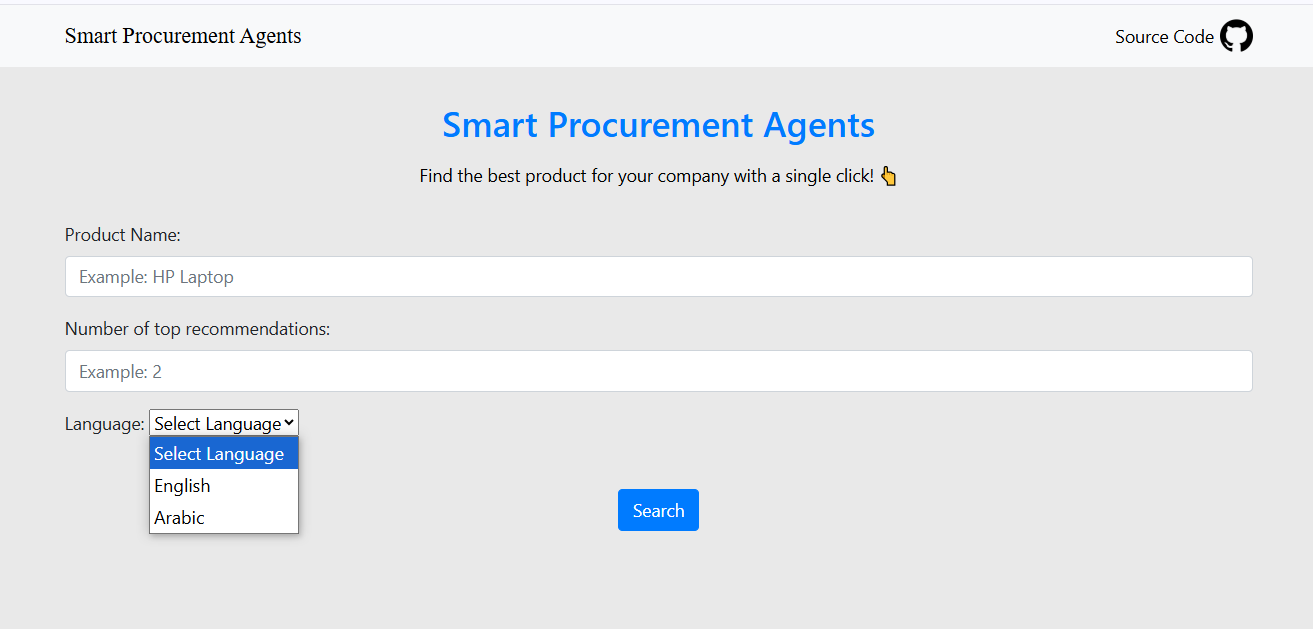 Smart Procurement Agents
Source Code
Smart Procurement Agents
Find the best product for your company with a single click! 👆
Product Name:
Example: HP Laptop
Number of top recommendations:
Example: 2
Language: Select Language
Select Language
English
Arabic
Search